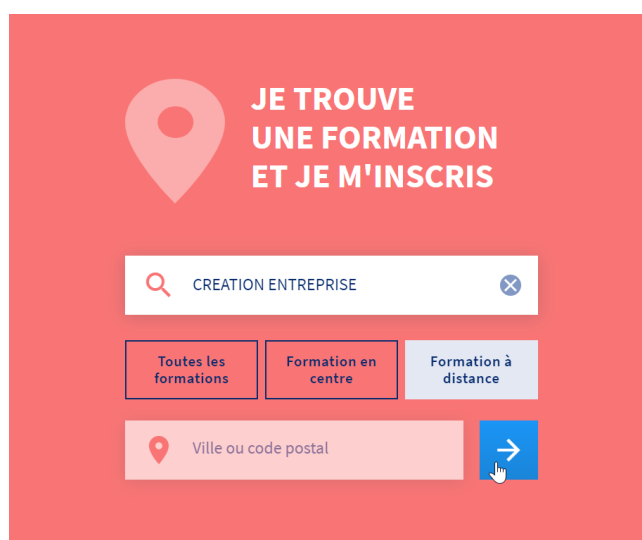 JE TROUVE
UNE FORMATION
ET JE M'INSCRIS
CREATION ENTREPRISE
Toutes les
formations
Formation en
centre
Formation à
distance
Ville ou code postal